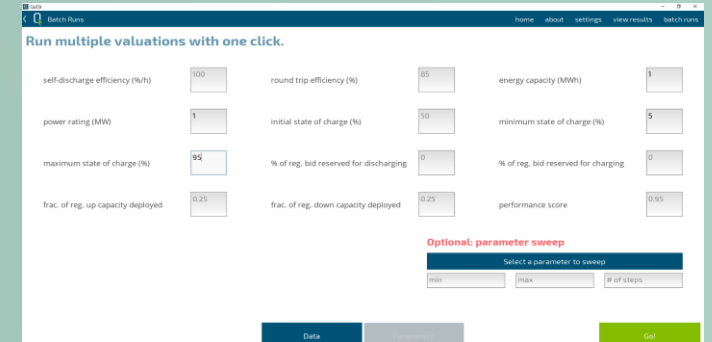 QuESt
Batch Runs home about settings view results batch runs
Run multiple valuations with one click.
self-discharge efficiency (%/h) 100 round trip efficiency (%) 85 energy capacity (MWh) 1
power rating (MW) 1 initial state of charge (%) 50 minimum state of charge (%) 5
maximum state of charge (%) 95 % of reg. bid reserved for discharging 0 % of reg. bid reserved for charging 0
frac. of reg. up capacity deployed 0.25 frac. of reg. down capacity deployed 0.25 performance score 0.95
Optional: parameter sweep
Select a parameter to sweep
min max # of steps
Data Parameters Go!